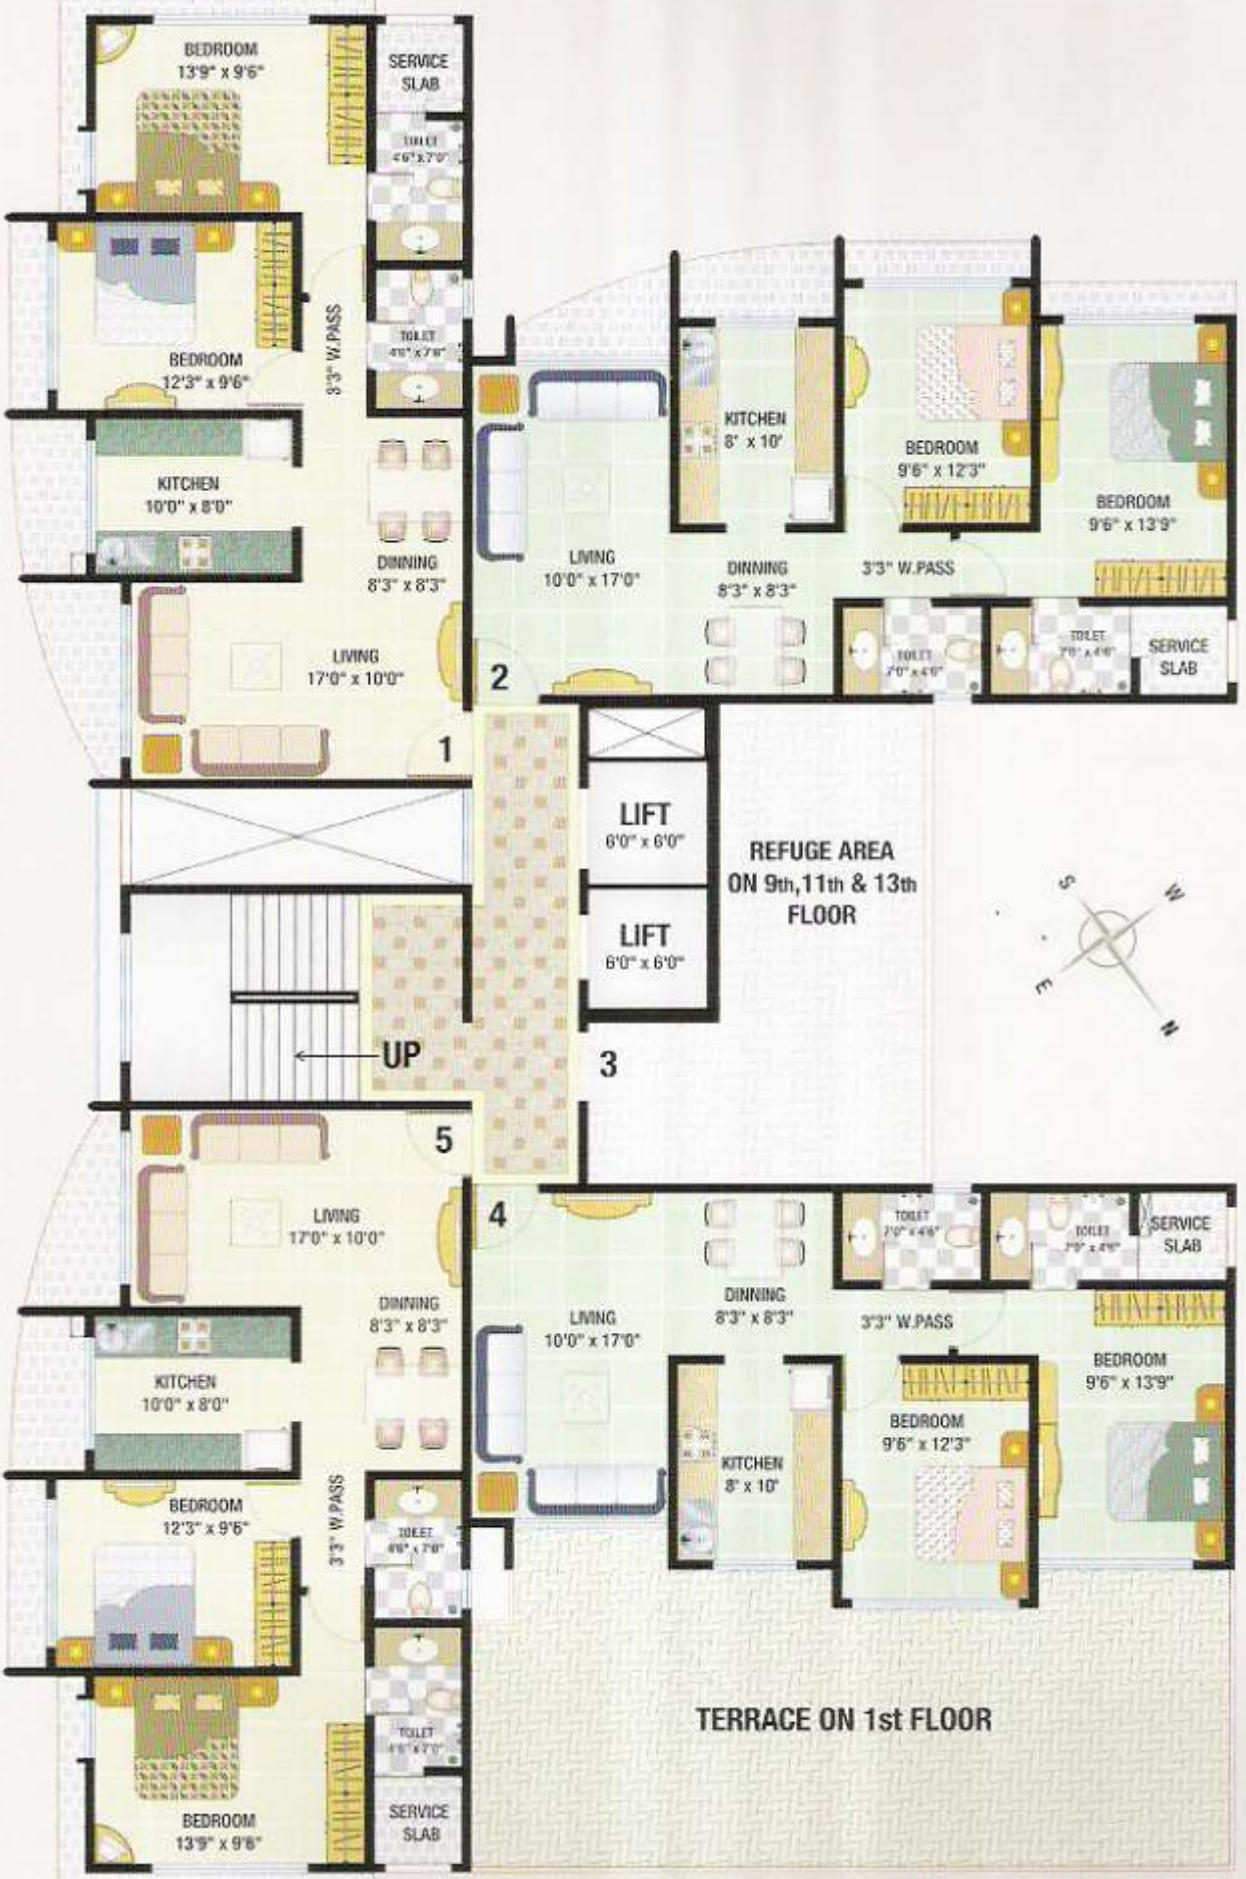 BEDROOM
13'9" x 9'6"
SERVICE
SLAB
TOILET
4'6" x 7'0"
BEDROOM
12'3" x 9'6"
3'3" W.PASS
TOILET
4'6" x 7'0"
KITCHEN
10'0" x 8'0"
DINNING
8'3" x 8'3"
LIVING
17'0" x 10'0"
1
2
LIVING
10'0" x 17'0"
KITCHEN
8' x 10'
DINNING
8'3" x 8'3"
BEDROOM
9'6" x 12'3"
BEDROOM
9'6" x 13'9"
3'3" W.PASS
TOILET
7'0" x 4'6"
TOILET
7'0" x 4'6"
SERVICE
SLAB
LIFT
6'0" x 6'0"
LIFT
6'0" x 6'0"
REFUGE AREA
ON 9th,11th & 13th
FLOOR
S
W
E
N
UP
3
5
4
LIVING
17'0" x 10'0"
DINNING
8'3" x 8'3"
KITCHEN
10'0" x 8'0"
BEDROOM
12'3" x 9'6"
3'3" W.PASS
TOILET
4'6" x 7'0"
TOILET
4'6" x 7'0"
BEDROOM
13'9" x 9'6"
SERVICE
SLAB
LIVING
10'0" x 17'0"
DINNING
8'3" x 8'3"
TOILET
7'0" x 4'6"
TOILET
7'0" x 4'6"
SERVICE
SLAB
3'3" W.PASS
KITCHEN
8' x 10'
BEDROOM
9'6" x 12'3"
BEDROOM
9'6" x 13'9"
TERRACE ON 1st FLOOR